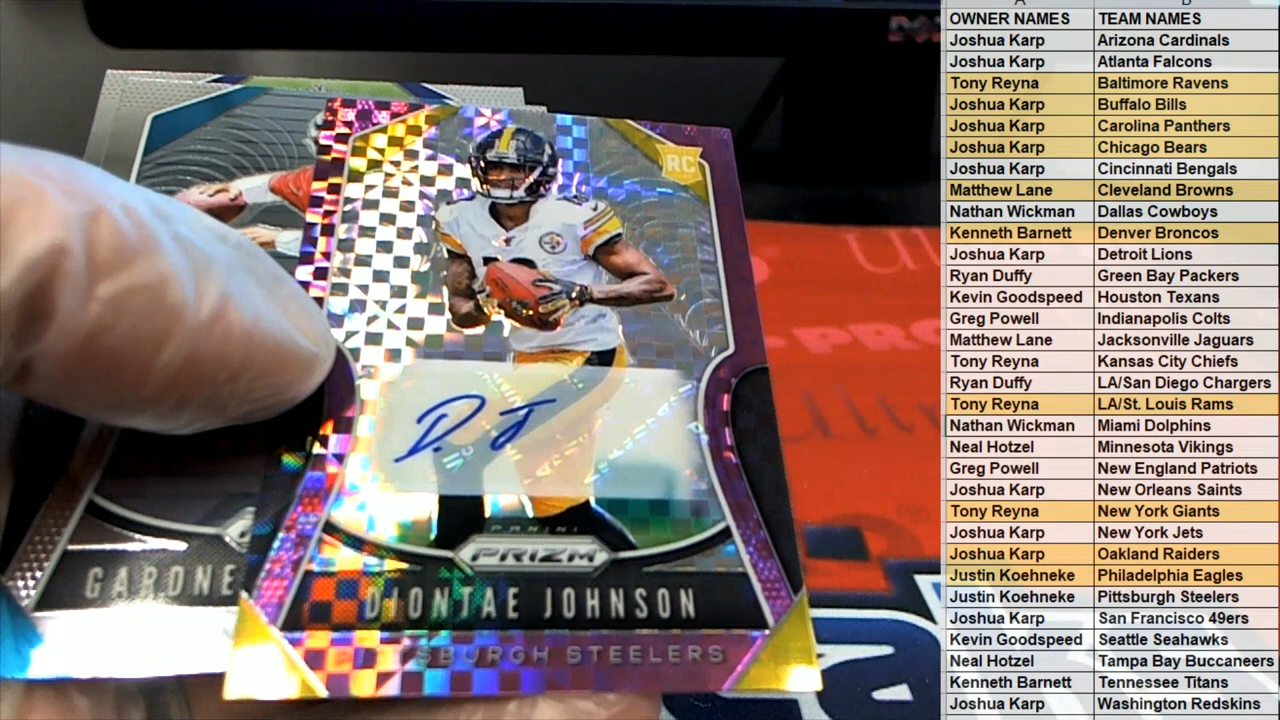 RC
D. J
PANINI
PRIZM
DIONTAE JOHNSON
PITTSBURGH STEELERS
GARDNE
A B
OWNER NAMES TEAM NAMES
Joshua Karp Arizona Cardinals
Joshua Karp Atlanta Falcons
Tony Reyna Baltimore Ravens
Joshua Karp Buffalo Bills
Joshua Karp Carolina Panthers
Joshua Karp Chicago Bears
Joshua Karp Cincinnati Bengals
Matthew Lane Cleveland Browns
Nathan Wickman Dallas Cowboys
Kenneth Barnett Denver Broncos
Joshua Karp Detroit Lions
Ryan Duffy Green Bay Packers
Kevin Goodspeed Houston Texans
Greg Powell Indianapolis Colts
Matthew Lane Jacksonville Jaguars
Tony Reyna Kansas City Chiefs
Ryan Duffy LA/San Diego Chargers
Tony Reyna LA/St. Louis Rams
Nathan Wickman Miami Dolphins
Neal Hotzel Minnesota Vikings
Greg Powell New England Patriots
Joshua Karp New Orleans Saints
Tony Reyna New York Giants
Joshua Karp New York Jets
Joshua Karp Oakland Raiders
Justin Koehneke Philadelphia Eagles
Justin Koehneke Pittsburgh Steelers
Joshua Karp San Francisco 49ers
Kevin Goodspeed Seattle Seahawks
Neal Hotzel Tampa Bay Buccaneers
Kenneth Barnett Tennessee Titans
Joshua Karp Washington Redskins